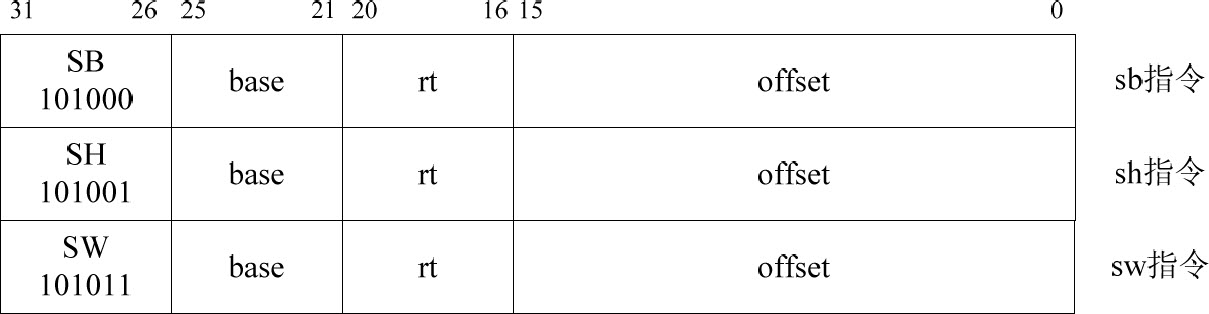 31 26 25 21 20 16 15 0
SB
101000 base rt offset sb指令
SH
101001 base rt offset sh指令
SW
101011 base rt offset sw指令